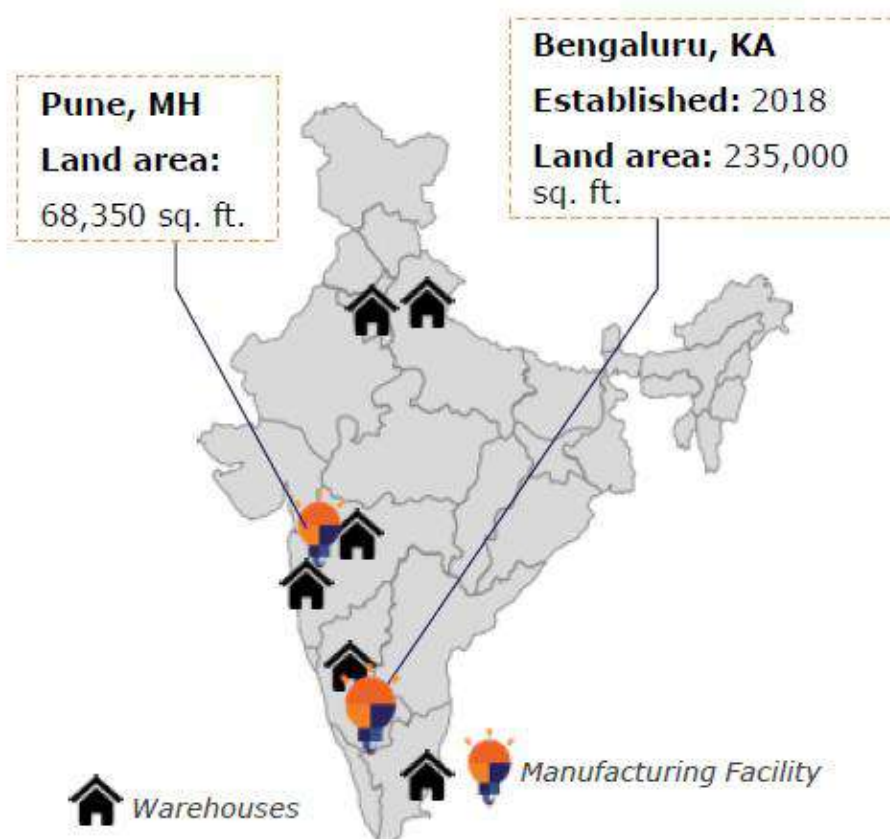 Pune, MH
Land area:
68,350 sq. ft.
Bengaluru, KA
Established: 2018
Land area: 235,000
sq. ft.
Warehouses
Manufacturing Facility